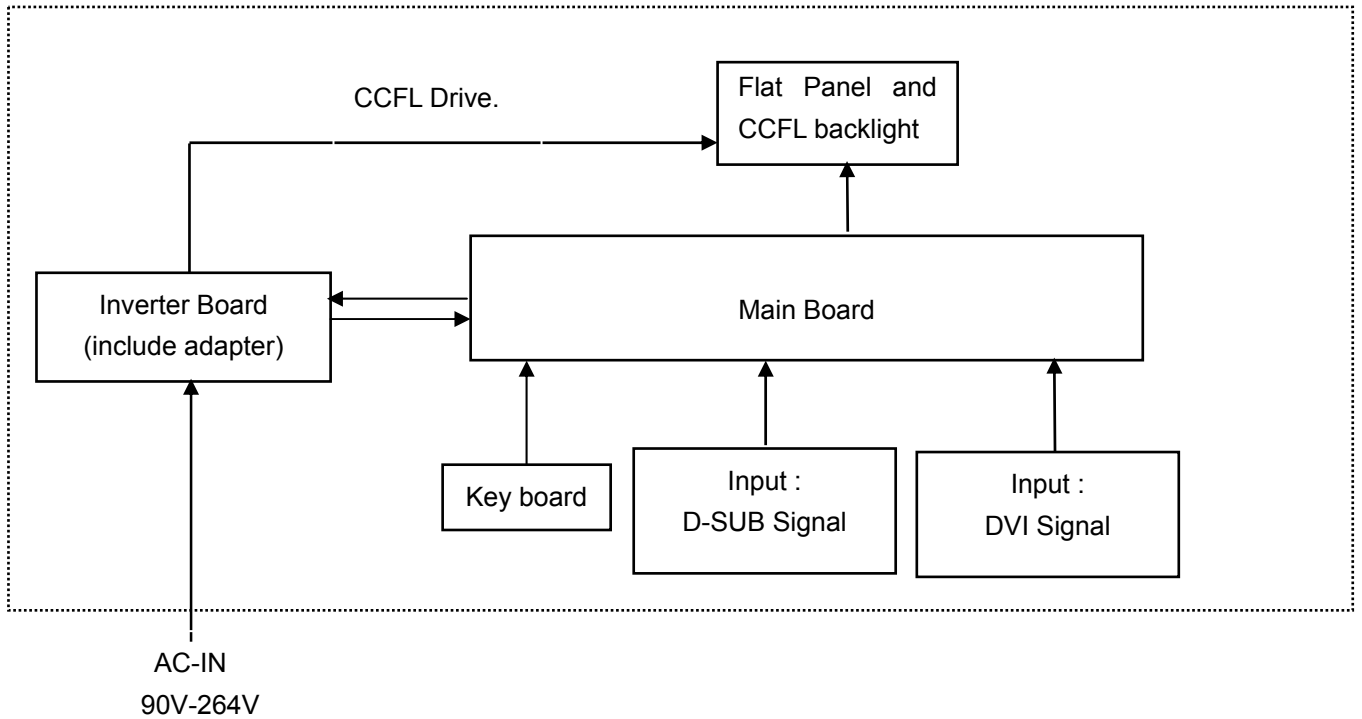 CCFL Drive.
Flat Panel and
CCFL backlight
Inverter Board
(include adapter)
Main Board
Key board
Input :
D-SUB Signal
Input :
DVI Signal
AC-IN
90V-264V